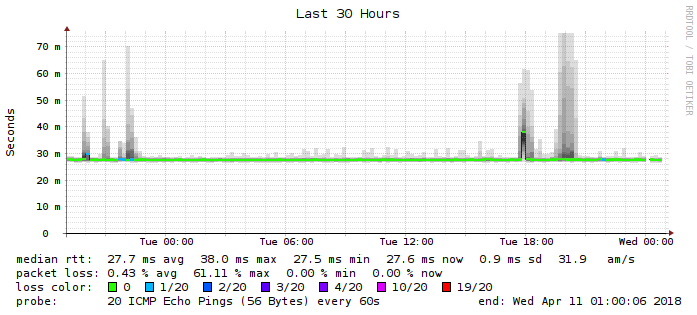 Last 30 Hours
RRDTOOL / TOBI OETIKER
Seconds
70 m
60 m
50 m
40 m
30 m
20 m
10 m
0
Tue 00:00 Tue 06:00 Tue 12:00 Tue 18:00 Wed 00:00
median rtt: 27.7 ms avg 38.0 ms max 27.5 ms min 27.6 ms now 0.9 ms sd 31.9 am/s
packet loss: 0.43 % avg 61.11 % max 0.00 % min 0.00 % now
loss color: 0 1/20 2/20 3/20 4/20 10/20 19/20
probe: 20 ICMP Echo Pings (56 Bytes) every 60s end: Wed Apr 11 01:00:06 2018